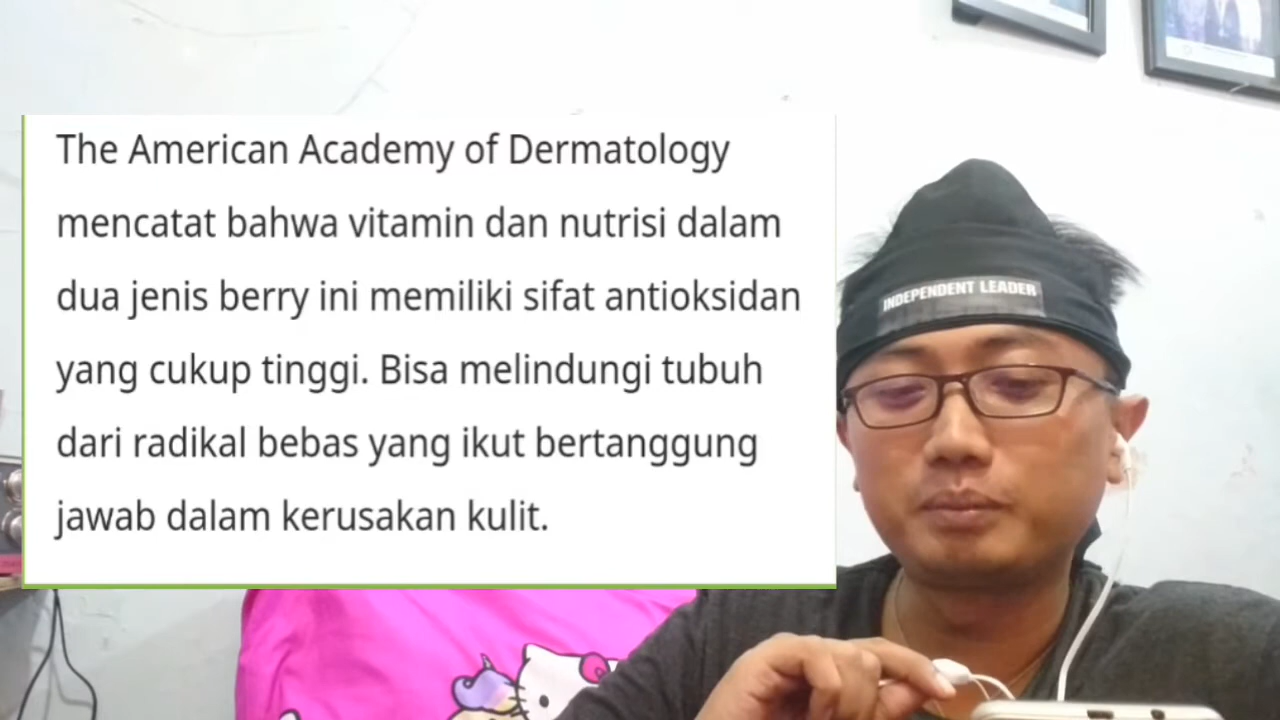 The American Academy of Dermatology
mencatat bahwa vitamin dan nutrisi dalam
dua jenis berry ini memiliki sifat antioksidan
yang cukup tinggi. Bisa melindungi tubuh
dari radikal bebas yang ikut bertanggung
jawab dalam kerusakan kulit.
INDEPENDENT LEADER